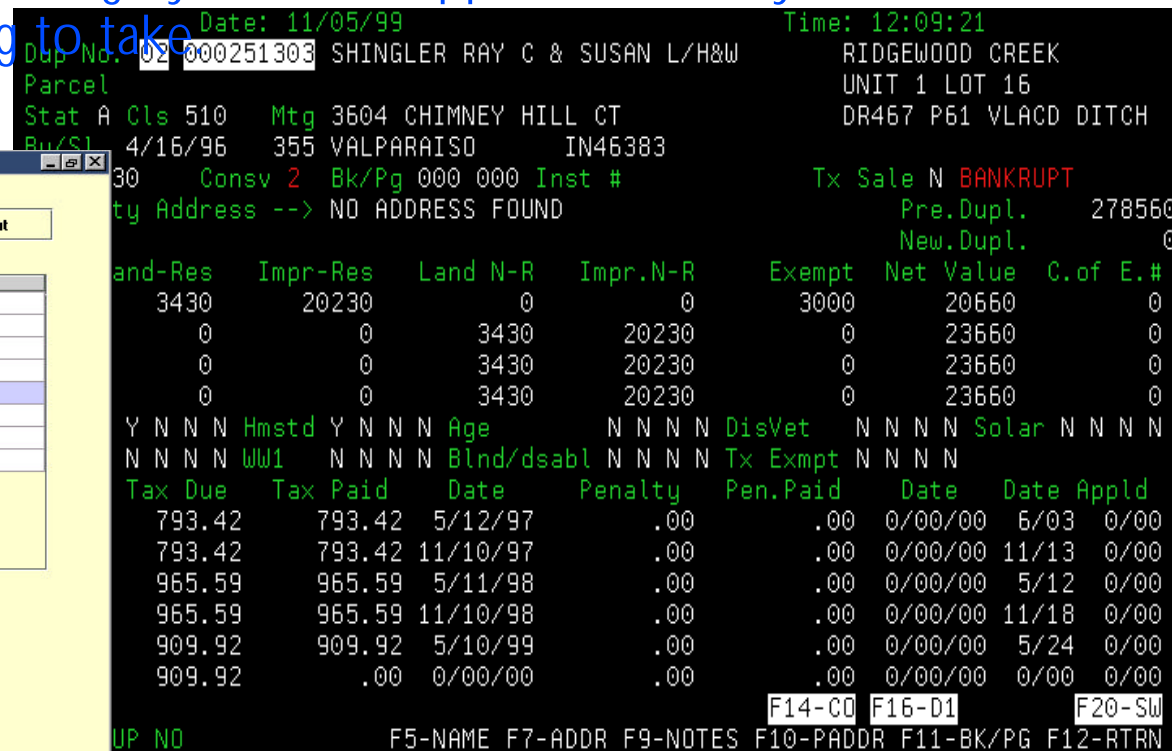 g to take
Date: 11/05/99 Time: 12:09:21
Dup No. 02 000251303 SHINGLER RAY C & SUSAN L/H&W RIDGEWOOD CREEK
Parcel UNIT 1 LOT 16
Stat A Cls 510 Mtg 3604 CHIMNEY HILL CT DR467 P61 VLACD DITCH
By/Sl 4/16/96 355 VALPARAISO IN46383
30 Consv 2 Bk/Pg 000 000 Inst # Tx Sale N BANKRUPT
ty Address --> NO ADDRESS FOUND Pre.Dupl. 278560
New.Dupl. 0
and-Res Impr-Res Land N-R Impr.N-R Exempt Net Value C.of E.#
3430 20230 0 0 3000 20660 0
0 0 3430 20230 0 23660 0
0 0 3430 20230 0 23660 0
0 0 3430 20230 0 23660 0
Y N N N Hmstd Y N N N Age N N N N DisVet N N N N Solar N N N N
N N N N WW1 N N N N Blnd/dsabl N N N N Tx Exmpt N N N N
Tax Due Tax Paid Date Penalty Pen.Paid Date Date Appld
793.42 793.42 5/12/97 .00 .00 0/00/00 6/03 0/00
793.42 793.42 11/10/97 .00 .00 0/00/00 11/13 0/00
965.59 965.59 5/11/98 .00 .00 0/00/00 5/12 0/00
965.59 965.59 11/10/98 .00 .00 0/00/00 11/18 0/00
909.92 909.92 5/10/99 .00 .00 0/00/00 5/24 0/00
909.92 .00 0/00/00 .00 .00 0/00/00 0/00 0/00
F14-CO F16-D1 F20-SW
UP NO F5-NAME F7-ADDR F9-NOTES F10-PADDR F11-BK/PG F12-RTRN